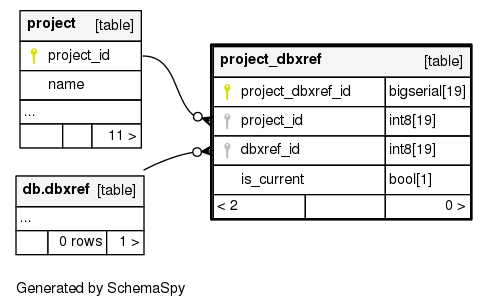 project [table]
project_id
name
...
11 >
project_dbxref [table]
project_dbxref_id bigserial[19]
project_id int8[19]
dbxref_id int8[19]
is_current bool[1]
< 2 0 >
db.dbxref [table]
...
0 rows 1 >
Generated by SchemaSpy